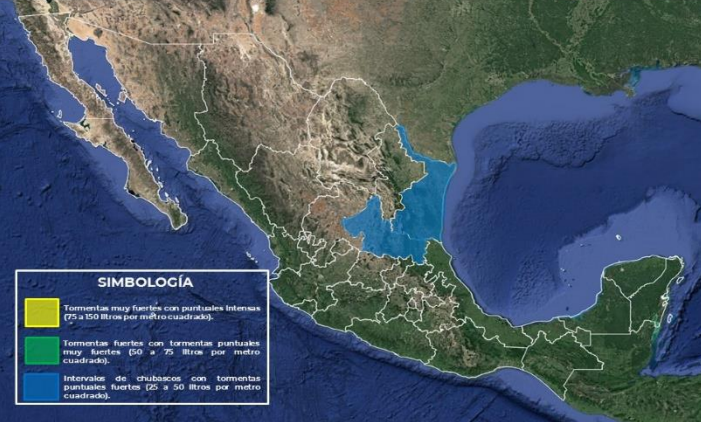 SIMBOLOGÍA
Tormentas muy fuertes con puntuales intensas
(75 a 150 litros por metro cuadrado).
Tormentas fuertes con tormentas puntuales
muy fuertes (50 a 75 litros por metro
cuadrado).
Intervalos de chubascos con tormentas
puntuales fuertes (25 a 50 litros por metro
cuadrado).